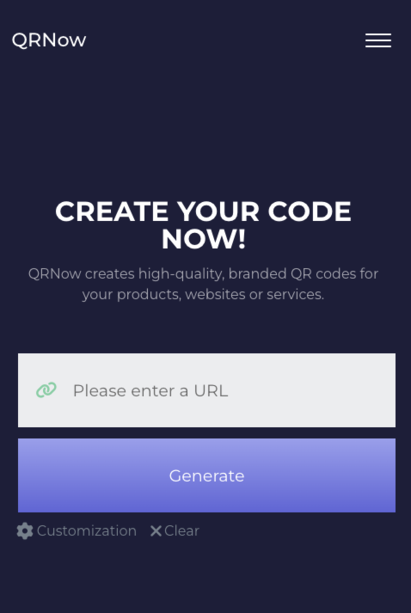 QRNow
CREATE YOUR CODE
NOW!
QRNow creates high-quality, branded QR codes for
your products, websites or services.
Please enter a URL
Generate
Customization
Clear